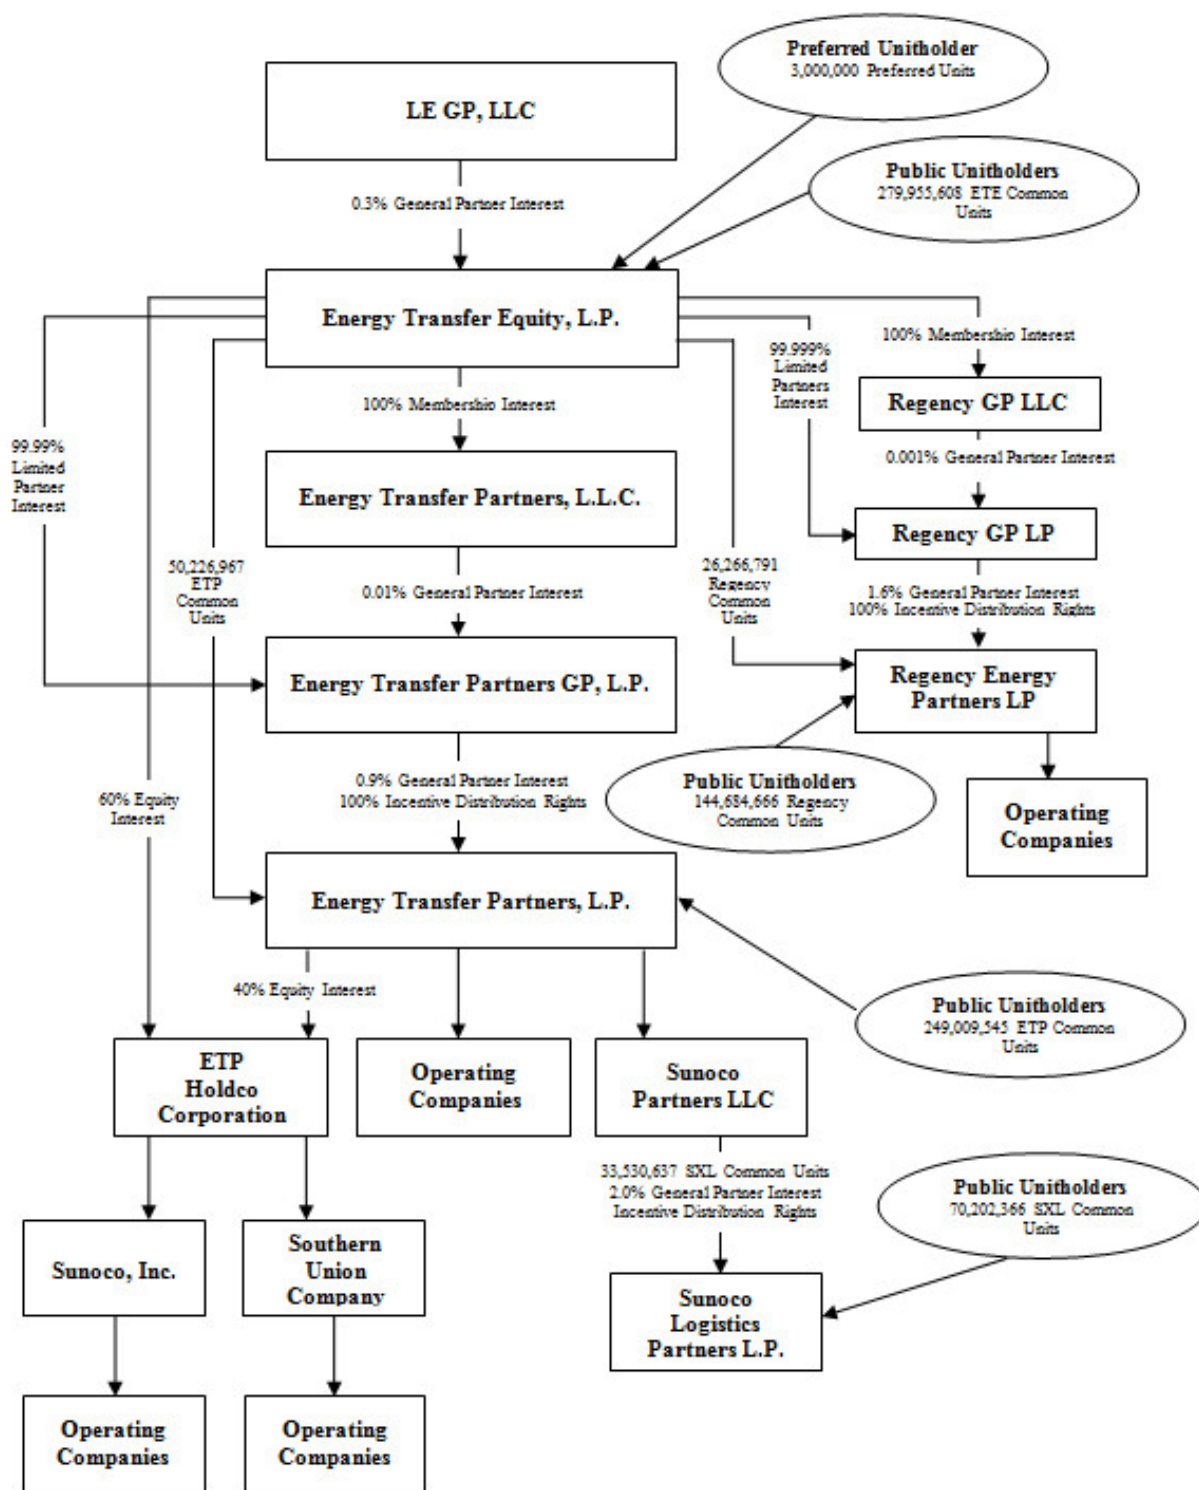 Preferred Unitholder
3,000,000 Preferred Units
LE GP, LLC
Public Unitholders
279,955,608 ETE Common
Units
0.3% General Partner Interest
Energy Transfer Equity, L.P.
100% Membership Interest
99.999%
Limited
Partners
Interest
Regency GP LLC
100% Membership Interest
99.99%
Limited
Partner
Interest
0.001% General Partner Interest
Energy Transfer Partners, L.L.C.
Regency GP LP
50,226,967
ETP
Common
Units
0.01% General Partner Interest
26,266,791
Regency
Common
Units
1.6% General Partner Interest
100% Incentive Distribution Rights
Energy Transfer Partners GP, L.P.
Regency Energy
Partners LP
60% Equity
Interest
0.9% General Partner Interest
100% Incentive Distribution Rights
Public Unitholders
144,684,666 Regency
Common Units
Operating
Companies
Energy Transfer Partners, L.P.
40% Equity Interest
Public Unitholders
249,009,545 ETP Common
Units
ETP
Holdco
Corporation
Operating
Companies
Sunoco
Partners LLC
33,530,637 SXL Common Units
2.0% General Partner Interest
Incentive Distribution Rights
Public Unitholders
70,202,366 SXL Common
Units
Sunoco, Inc.
Southern
Union
Company
Sunoco
Logistics
Partners L.P.
Operating
Companies
Operating
Companies